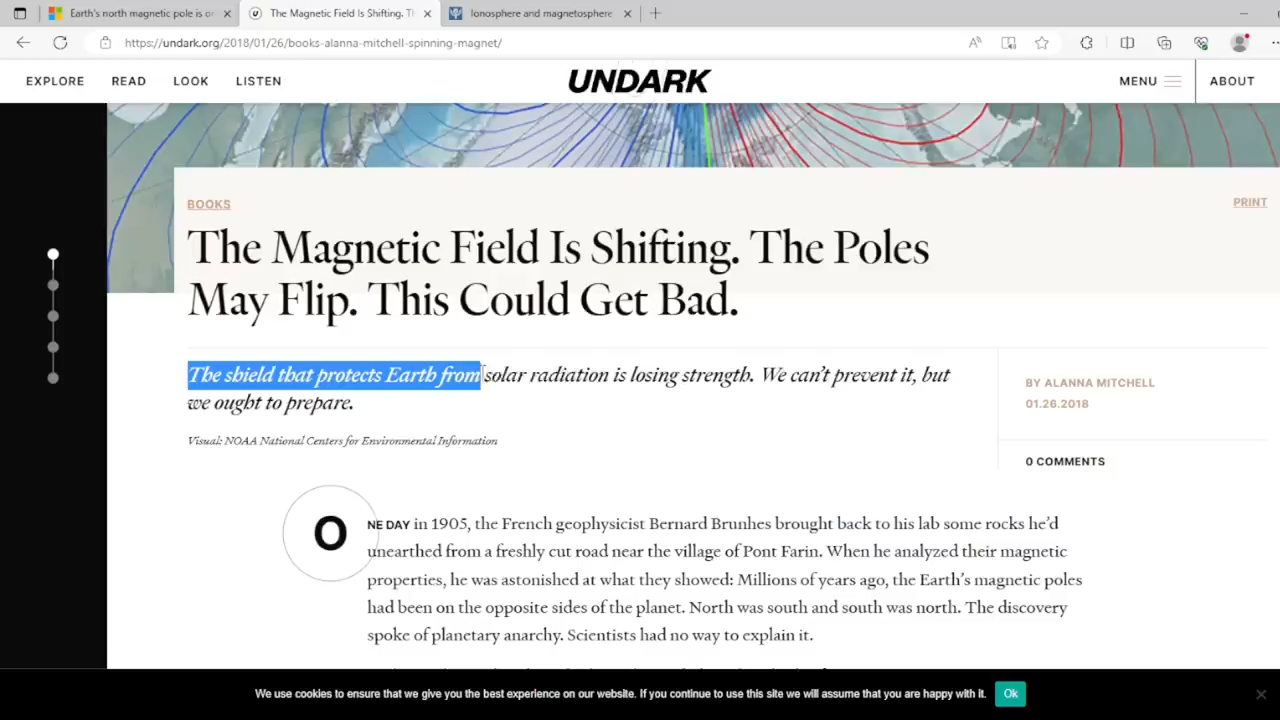 Earth's north magnetic pole is o
The Magnetic Field Is Shifting. T
Ionosphere and magnetosphere
https://undark.org/2018/01/26/books-alanna-mitchell-spinning-magnet/
EXPLORE READ LOOK LISTEN UNDARK MENU ABOUT
BOOKS
PRINT
The Magnetic Field Is Shifting. The Poles
May Flip. This Could Get Bad.
The shield that protects Earth from solar radiation is losing strength. We can't prevent it, but
we ought to prepare.
Visual: NOAA National Centers for Environmental Information
BY ALANNA MITCHELL
01.26.2018
0 COMMENTS
ONE DAY in 1905, the French geophysicist Bernard Brunhes brought back to his lab some rocks he'd
unearthed from a freshly cut road near the village of Pont Farin. When he analyzed their magnetic
properties, he was astonished at what they showed: Millions of years ago, the Earth's magnetic poles
had been on the opposite sides of the planet. North was south and south was north. The discovery
spoke of planetary anarchy. Scientists had no way to explain it.
We use cookies to ensure that we give you the best experience on our website. If you continue to use this site we will assume that you are happy with it. Ok